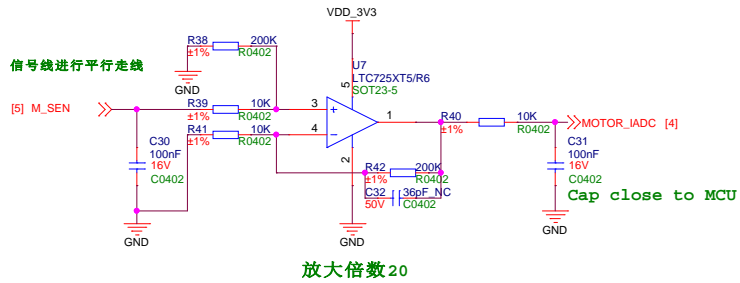 VDD_3V3
R38 200K
±1% R0402
信号线进行平行走线
GND
U7
LTC725XT5/R6
SOT23-5
5
[5] M_SEN
R39 10K
±1% R0402
3
+
1
R40 10K
±1% R0402
MOTOR_IADC [4]
R41 10K
±1% R0402
4
-
2
C30
100nF
16V
C0402
R42 200K
±1% R0402
C32 36pF_NC
50V C0402
C31
100nF
16V
C0402
Cap close to MCU
GND
GND
GND
放大倍数20